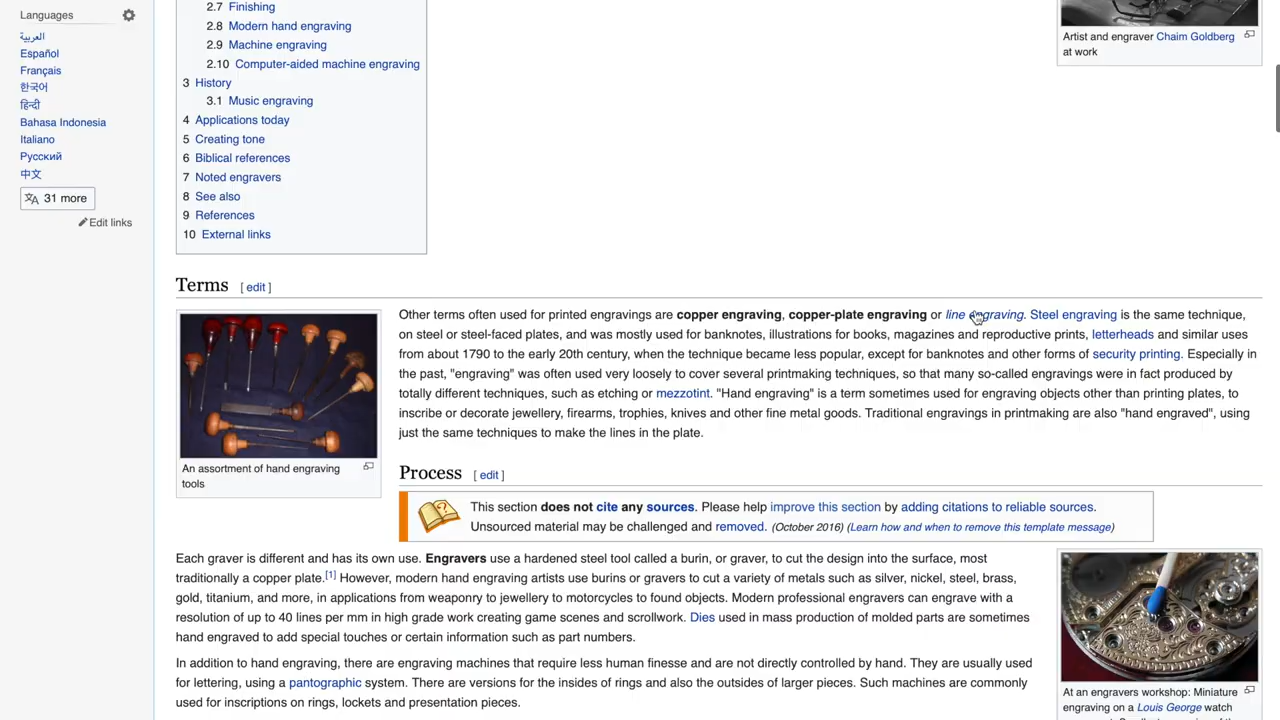 Languages
العربية
Español
Français
한국어
हिन्दी
Bahasa Indonesia
Italiano
Русский
中文
31 more
Edit links
2.7 Finishing
2.8 Modern hand engraving
2.9 Machine engraving
2.10 Computer-aided machine engraving
3 History
3.1 Music engraving
4 Applications today
5 Creating tone
6 Biblical references
7 Noted engravers
8 See also
9 References
10 External links
Artist and engraver Chaim Goldberg
at work
Terms [ edit ]
An assortment of hand engraving
tools
Other terms often used for printed engravings are copper engraving, copper-plate engraving or line engraving. Steel engraving is the same technique,
on steel or steel-faced plates, and was mostly used for banknotes, illustrations for books, magazines and reproductive prints, letterheads and similar uses
from about 1790 to the early 20th century, when the technique became less popular, except for banknotes and other forms of security printing. Especially in
the past, "engraving" was often used very loosely to cover several printmaking techniques, so that many so-called engravings were in fact produced by
totally different techniques, such as etching or mezzotint. "Hand engraving" is a term sometimes used for engraving objects other than printing plates, to
inscribe or decorate jewellery, firearms, trophies, knives and other fine metal goods. Traditional engravings in printmaking are also "hand engraved", using
just the same techniques to make the lines in the plate.
Process [ edit ]
This section does not cite any sources. Please help improve this section by adding citations to reliable sources.
Unsourced material may be challenged and removed. (October 2016) (Learn how and when to remove this template message)
Each graver is different and has its own use. Engravers use a hardened steel tool called a burin, or graver, to cut the design into the surface, most
traditionally a copper plate.[1] However, modern hand engraving artists use burins or gravers to cut a variety of metals such as silver, nickel, steel, brass,
gold, titanium, and more, in applications from weaponry to jewellery to motorcycles to found objects. Modern professional engravers can engrave with a
resolution of up to 40 lines per mm in high grade work creating game scenes and scrollwork. Dies used in mass production of molded parts are sometimes
hand engraved to add special touches or certain information such as part numbers.
In addition to hand engraving, there are engraving machines that require less human finesse and are not directly controlled by hand. They are usually used
for lettering, using a pantographic system. There are versions for the insides of rings and also the outsides of larger pieces. Such machines are commonly
used for inscriptions on rings, lockets and presentation pieces.
At an engravers workshop: Miniature
engraving on a Louis George watch